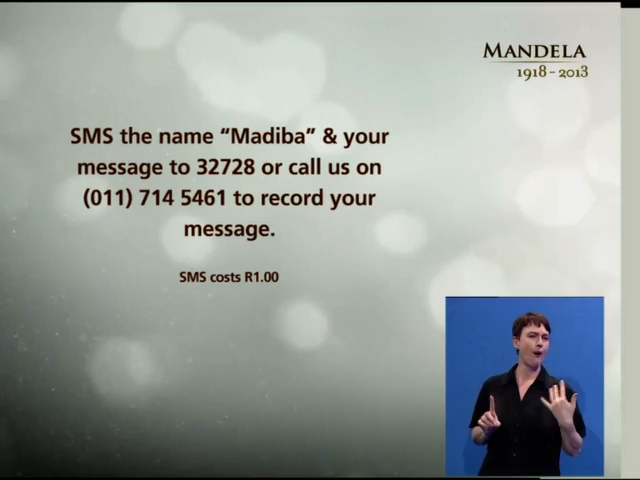 MANDELA
1918 - 2013
SMS the name “Madiba” & your
message to 32728 or call us on
(011) 714 5461 to record your
message.
SMS costs R1.00